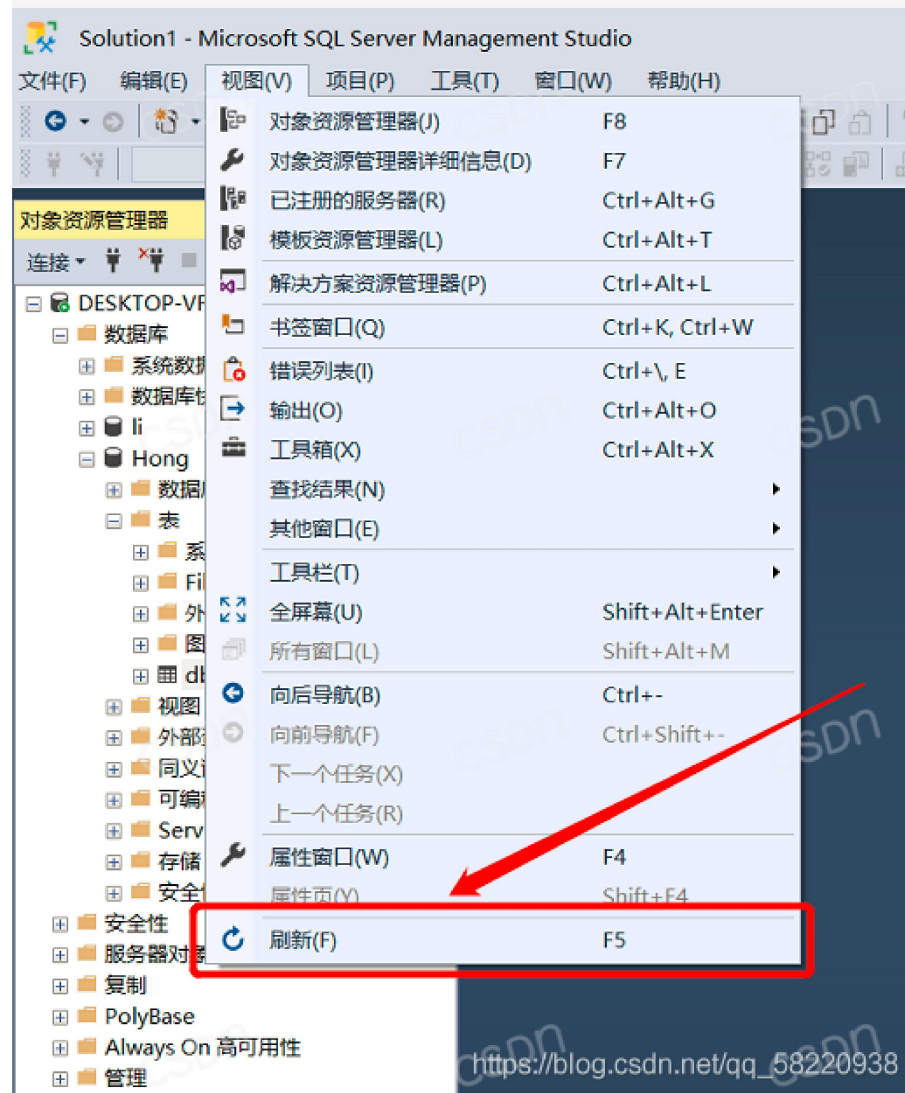 Solution1 - Microsoft SQL Server Management Studio
文件(F) 编辑(E) 视图(V) 项目(P) 工具(T) 窗口(W) 帮助(H)
对象资源管理器(J) F8
对象资源管理器详细信息(D) F7
已注册的服务器(R) Ctrl+Alt+G
模板资源管理器(L) Ctrl+Alt+T
解决方案资源管理器(P) Ctrl+Alt+L
书签窗口(Q) Ctrl+K, Ctrl+W
错误列表(I) Ctrl+\, E
输出(O) Ctrl+Alt+O
工具箱(X) Ctrl+Alt+X
查找结果(N)
其他窗口(E)
工具栏(T)
全屏幕(U) Shift+Alt+Enter
所有窗口(L) Shift+Alt+M
向后导航(B) Ctrl+-
向前导航(F) Ctrl+Shift+-
下一个任务(X)
上一个任务(R)
属性窗口(W) F4
属性页(Y) Shift+F4
刷新(F) F5
对象资源管理器
连接
DESKTOP-VF
数据库
系统数据
数据库快
li
Hong
数据库
表
系
Fil
外
图
db
视图
外部资
同义词
可编程
Serv
存储
安全性
安全性
服务器对象
复制
PolyBase
Always On 高可用性
管理
CSDN
https://blog.csdn.net/qq_58220938